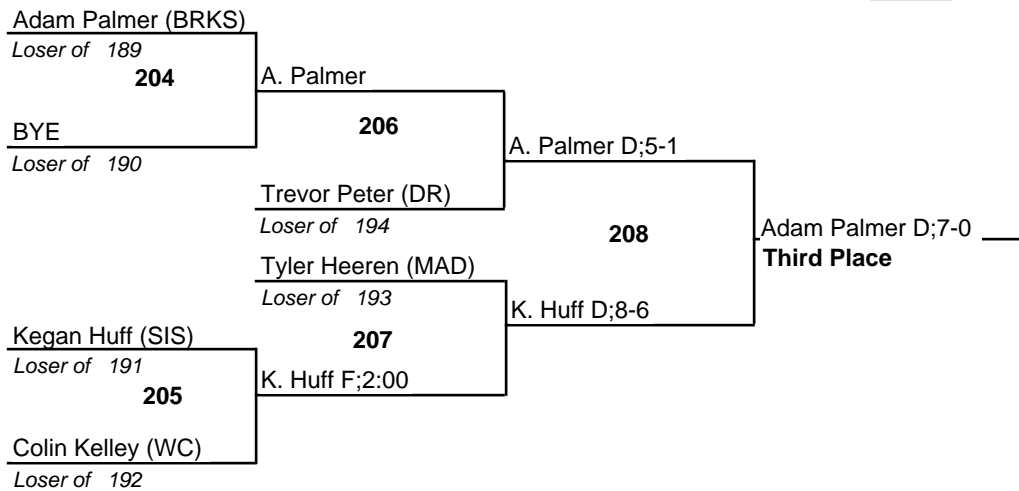 Adam Palmer (BRKS)
Loser of 189
204
A. Palmer
BYE
Loser of 190
206
A. Palmer D;5-1
Trevor Peter (DR)
Loser of 194
208
Adam Palmer D;7-0
Third Place
Tyler Heeren (MAD)
Loser of 193
K. Huff D;8-6
207
Kegan Huff (SIS)
Loser of 191
205
K. Huff F;2:00
Colin Kelley (WC)
Loser of 192